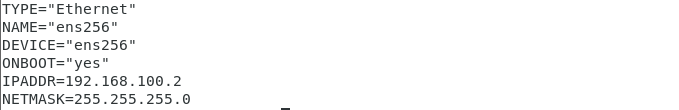 TYPE="Ethernet"
NAME="ens256"
DEVICE="ens256"
ONBOOT="yes"
IPADDR=192.168.100.2
NETMASK=255.255.255.0